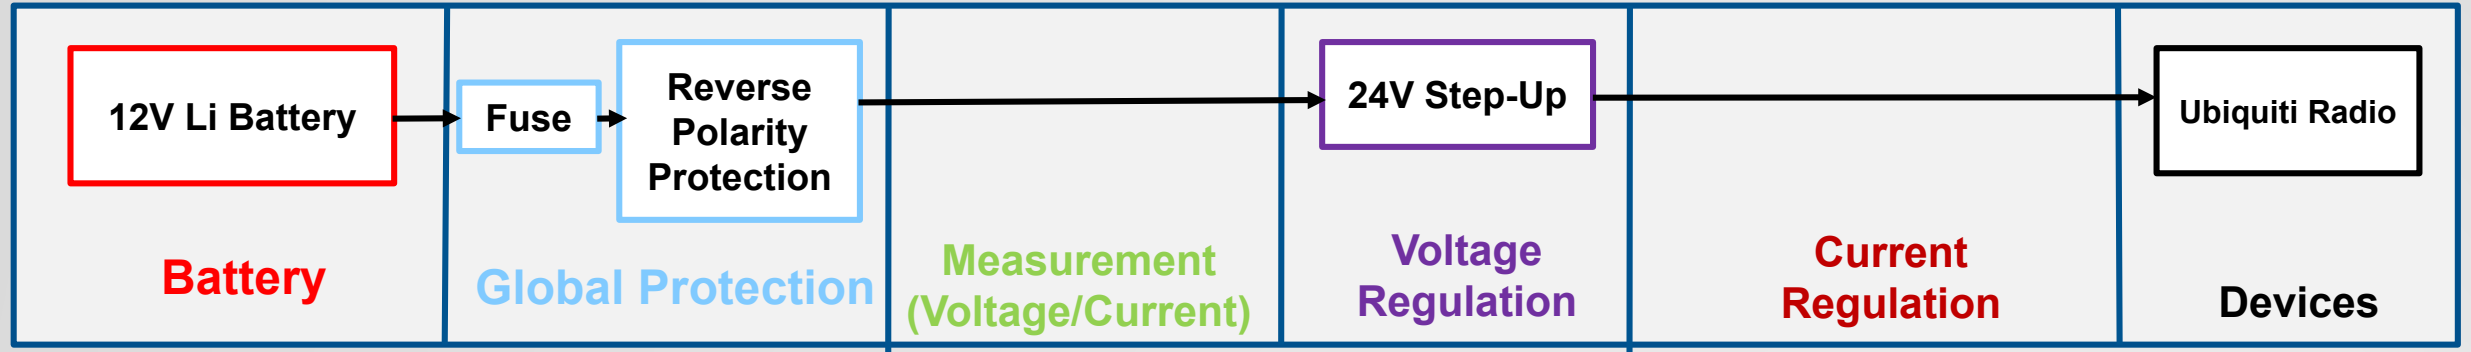 12V Li Battery
Fuse
Reverse
Polarity
Protection
24V Step-Up
Ubiquiti Radio
Battery
Global Protection
Measurement
(Voltage/Current)
Voltage
Regulation
Current
Regulation
Devices